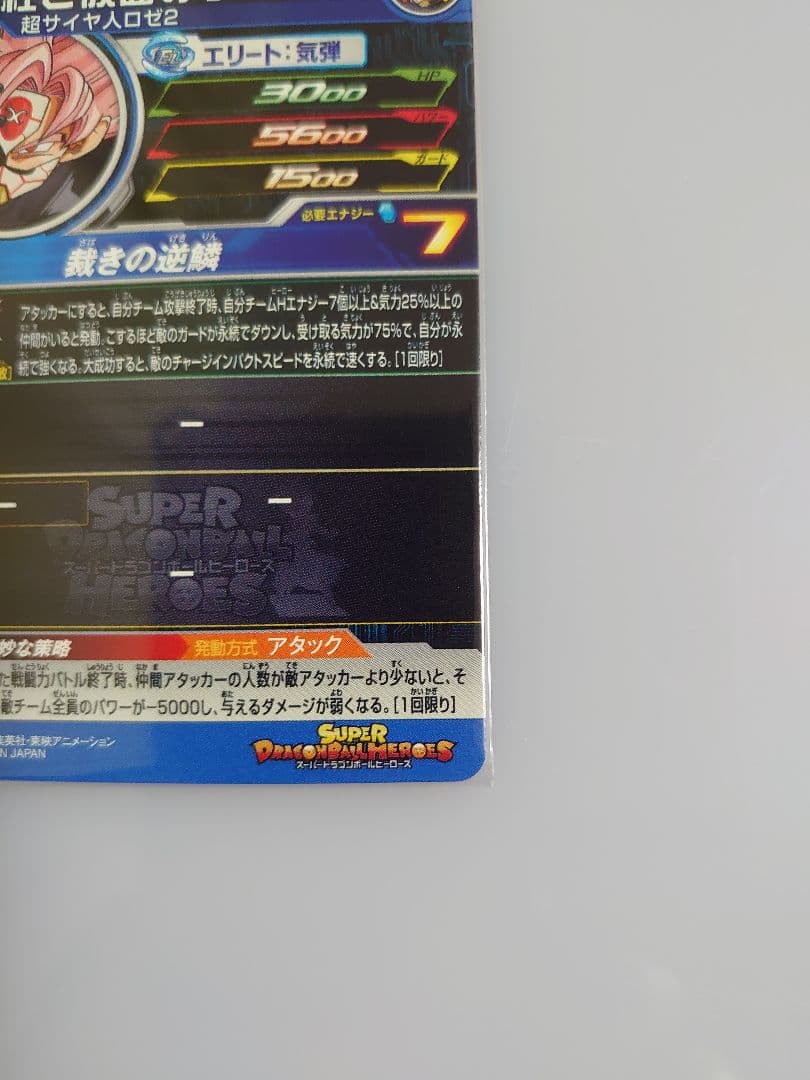 超サイヤ人ロゼ2
EL エリート:気弾
HP
3000
パワー
5600
ガード
1500
必要エナジー 7
裁きの逆鱗
さば げき りん
アタッカーにすると、自分チーム攻撃終了時、自分チームHエナジー7個以上&気力25%以上の
仲間がいると発動。こするほど敵のガードが永続でダウンし、受け取る気力が75%で、自分が永
続で強くなる。大成功すると、敵のチャージインパクトスピードを永続で速くする。[1回限り]
SUPER
DRAGONBALL
スーパードラゴンボールヒーローズ
HEROES
妙な策略 発動方式 アタック
た戦闘力バトル終了時、仲間アタッカーの人数が敵アタッカーより少ないと、そ
敵チーム全員のパワーが-5000し、与えるダメージが弱くなる。[1回限り]
集英社・東映アニメーション
N JAPAN
SUPER
DRAGONBALL HEROES
スーパードラゴンボールヒーローズ